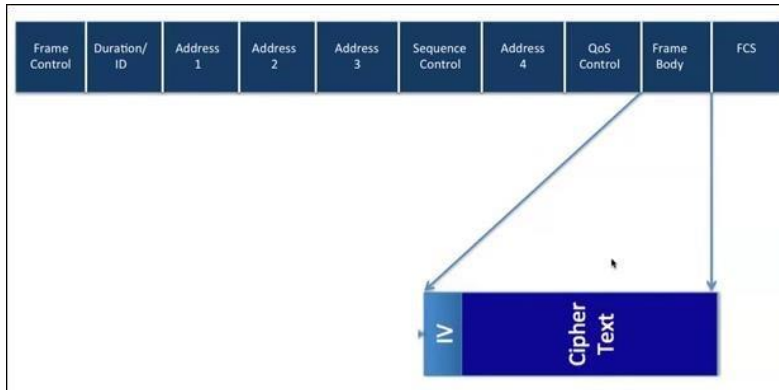 Frame
Control
Duration/
ID
Address
1
Address
2
Address
3
Sequence
Control
Address
4
QoS
Control
Frame
Body
FCS
IV
Cipher
Text